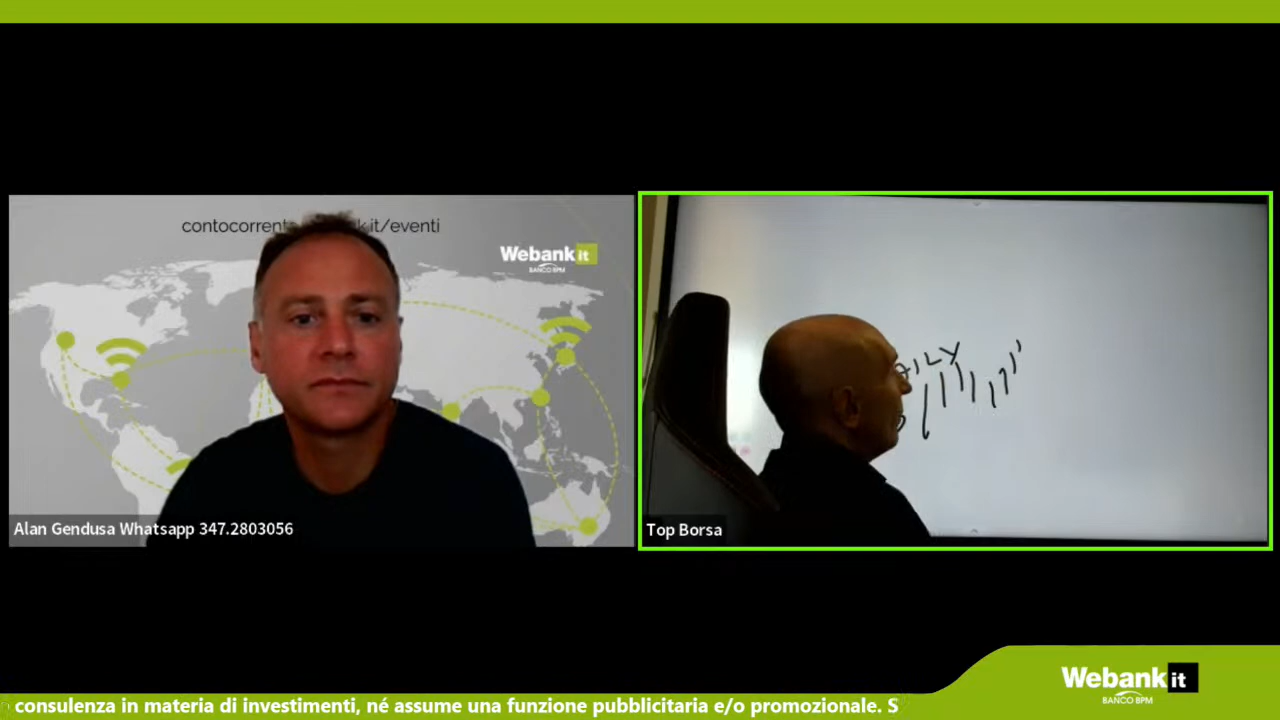 contocorrente
k.it/eventi
Webank it
BANCO BPM
Alan Gendusa Whatsapp 347.2803056
Top Borsa
Webank it
BANCO BPM
consulenza in materia di investimenti, né assume una funzione pubblicitaria e/o promozionale. S